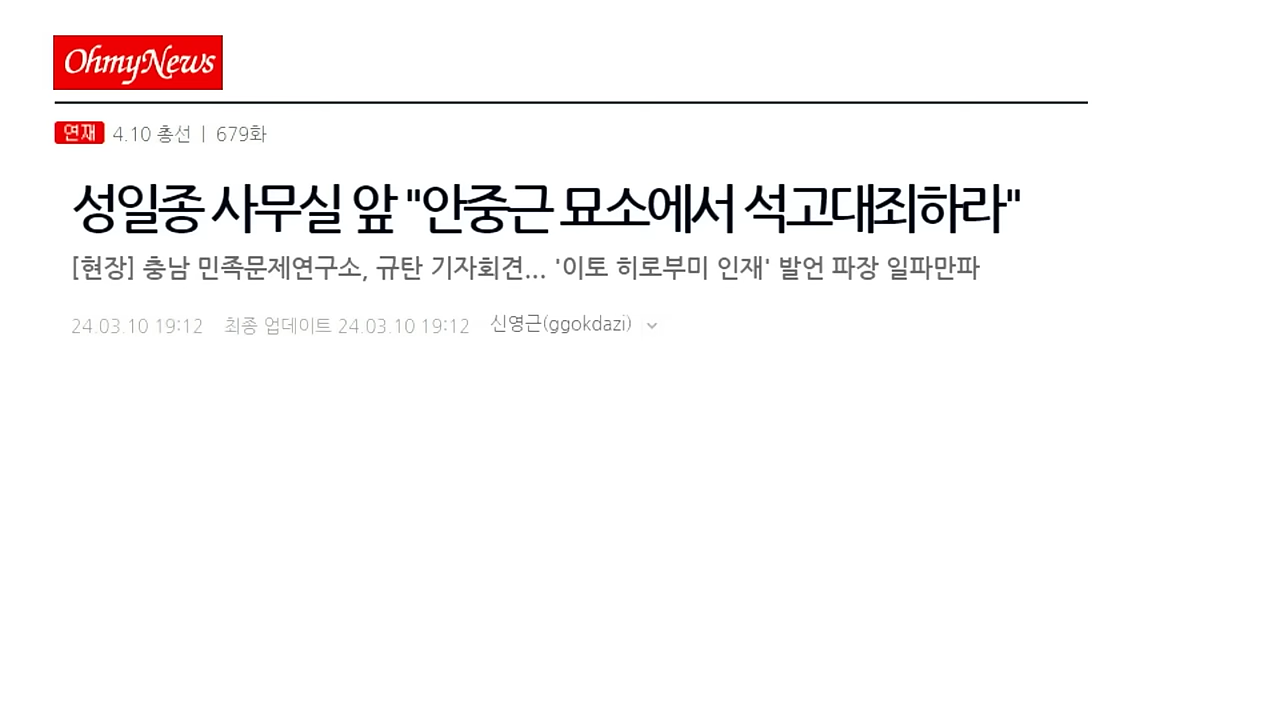 OhmyNews
연재 4.10 총선 | 679화
성일종 사무실 앞 "안중근 묘소에서 석고대죄하라"
[현장] 충남 민족문제연구소, 규탄 기자회견... '이토 히로부미 인재' 발언 파장 일파만파
24.03.10 19:12 최종 업데이트 24.03.10 19:12 신영근(ggokdazi)